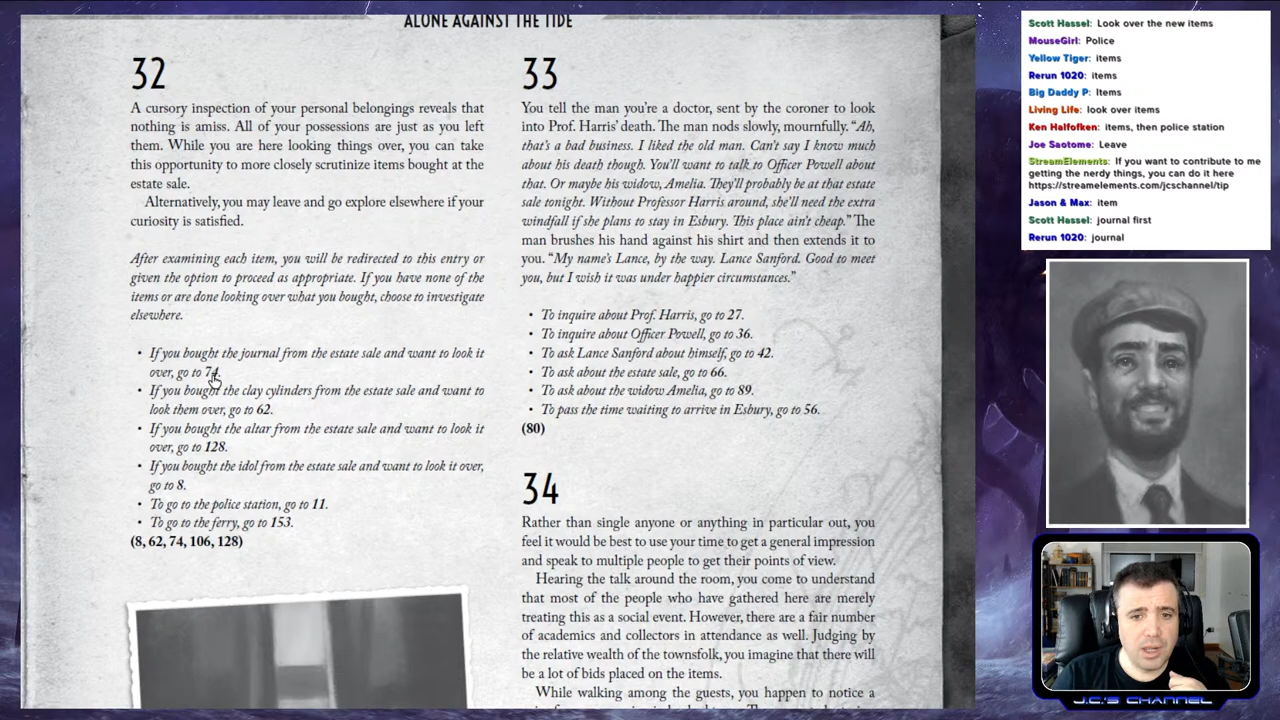 ALONE AGAINST THE TIDE
32
A cursory inspection of your personal belongings reveals that
nothing is amiss. All of your possessions are just as you left
them. While you are here looking things over, you can take
this opportunity to more closely scrutinize items bought at the
estate sale.
Alternatively, you may leave and go explore elsewhere if your
curiosity is satisfied.
After examining each item, you will be redirected to this entry or
given the option to proceed as appropriate. If you have none of the
items or are done looking over what you bought, choose to investigate
elsewhere.
• If you bought the journal from the estate sale and want to look it
over, go to 74.
• If you bought the clay cylinders from the estate sale and want to
look them over, go to 62.
• If you bought the altar from the estate sale and want to look it
over, go to 128.
• If you bought the idol from the estate sale and want to look it over,
go to 8.
• To go to the police station, go to 11.
• To go to the ferry, go to 153.
(8, 62, 74, 106, 128)
33
You tell the man you're a doctor, sent by the coroner to look
into Prof. Harris' death. The man nods slowly, mournfully. “Ah,
that's a bad business. I liked the old man. Can't say I know much
about his death though. You'll want to talk to Officer Powell about
that. Or maybe his widow, Amelia. They'll probably be at that estate
sale tonight. Without Professor Harris around, she'll need the extra
windfall if she plans to stay in Esbury. This place ain't cheap.” The
man brushes his hand against his shirt and then extends it to
you. “My name's Lance, by the way. Lance Sanford. Good to meet
you, but I wish it was under happier circumstances.”
• To inquire about Prof. Harris, go to 27.
• To inquire about Officer Powell, go to 36.
• To ask Lance Sanford about himself, go to 42.
• To ask about the estate sale, go to 66.
• To ask about the widow Amelia, go to 89.
• To pass the time waiting to arrive in Esbury, go to 56.
(80)
34
Rather than single anyone or anything in particular out, you
feel it would be best to use your time to get a general impression
and speak to multiple people to get their points of view.
Hearing the talk around the room, you come to understand
that most of the people who have gathered here are merely
treating this as a social event. However, there are a fair number
of academics and collectors in attendance as well. Judging by
the relative wealth of the townsfolk, you imagine that there will
be a lot of bids placed on the items.
While walking among the guests, you happen to notice a
Scott Hassel: Look over the new items
MouseGirl: Police
Yellow Tiger: items
Rerun 1020: items
Big Daddy P: Items
Living Life: look over items
Ken Halfofken: items, then police station
Joe Saotome: Leave
StreamElements: If you want to contribute to me
getting the nerdy things, you can do it here
https://streamelements.com/jcschannel/tip
Jason & Max: item
Scott Hassel: journal first
Rerun 1020: journal
J.C.'S CHANNEL